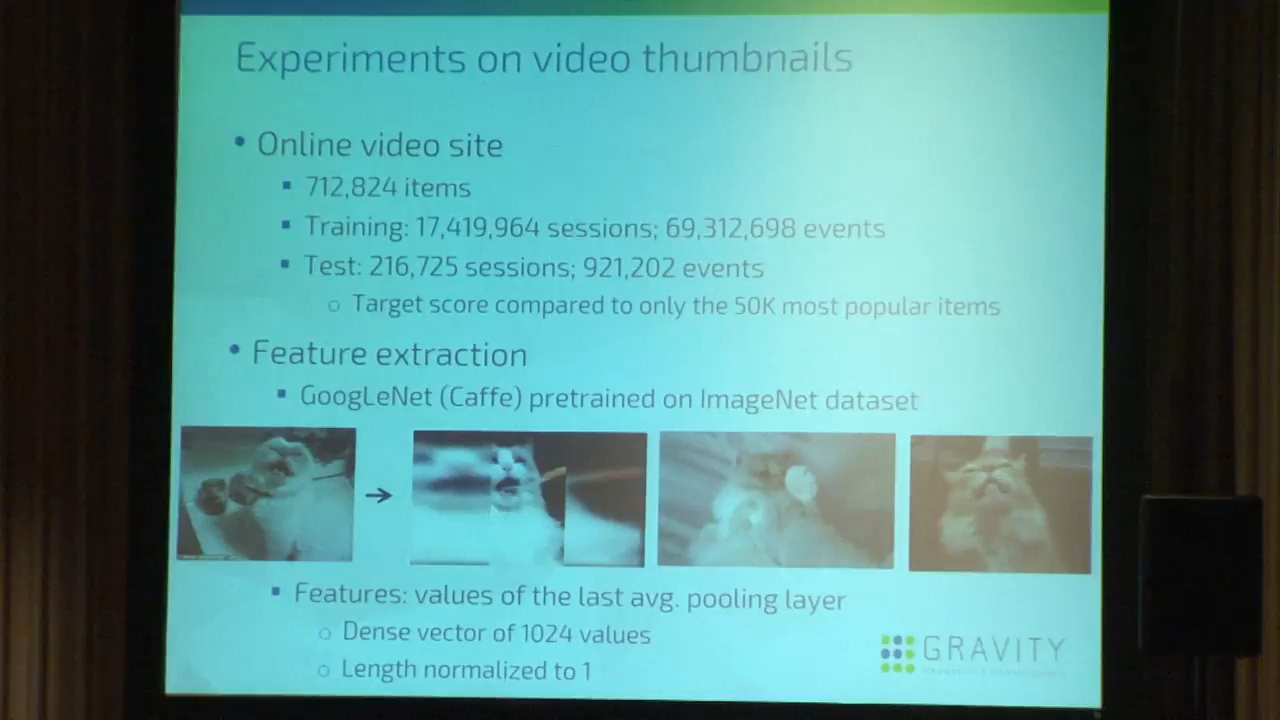 Experiments on video thumbnails
• Online video site
▪ 712,824 items
▪ Training: 17,419,964 sessions; 69,312,698 events
▪ Test: 216,725 sessions; 921,202 events
○ Target score compared to only the 50K most popular items
• Feature extraction
▪ GoogLeNet (Caffe) pretrained on ImageNet dataset
→
▪ Features: values of the last avg. pooling layer
○ Dense vector of 1024 values
○ Length normalized to 1
GRAVITY